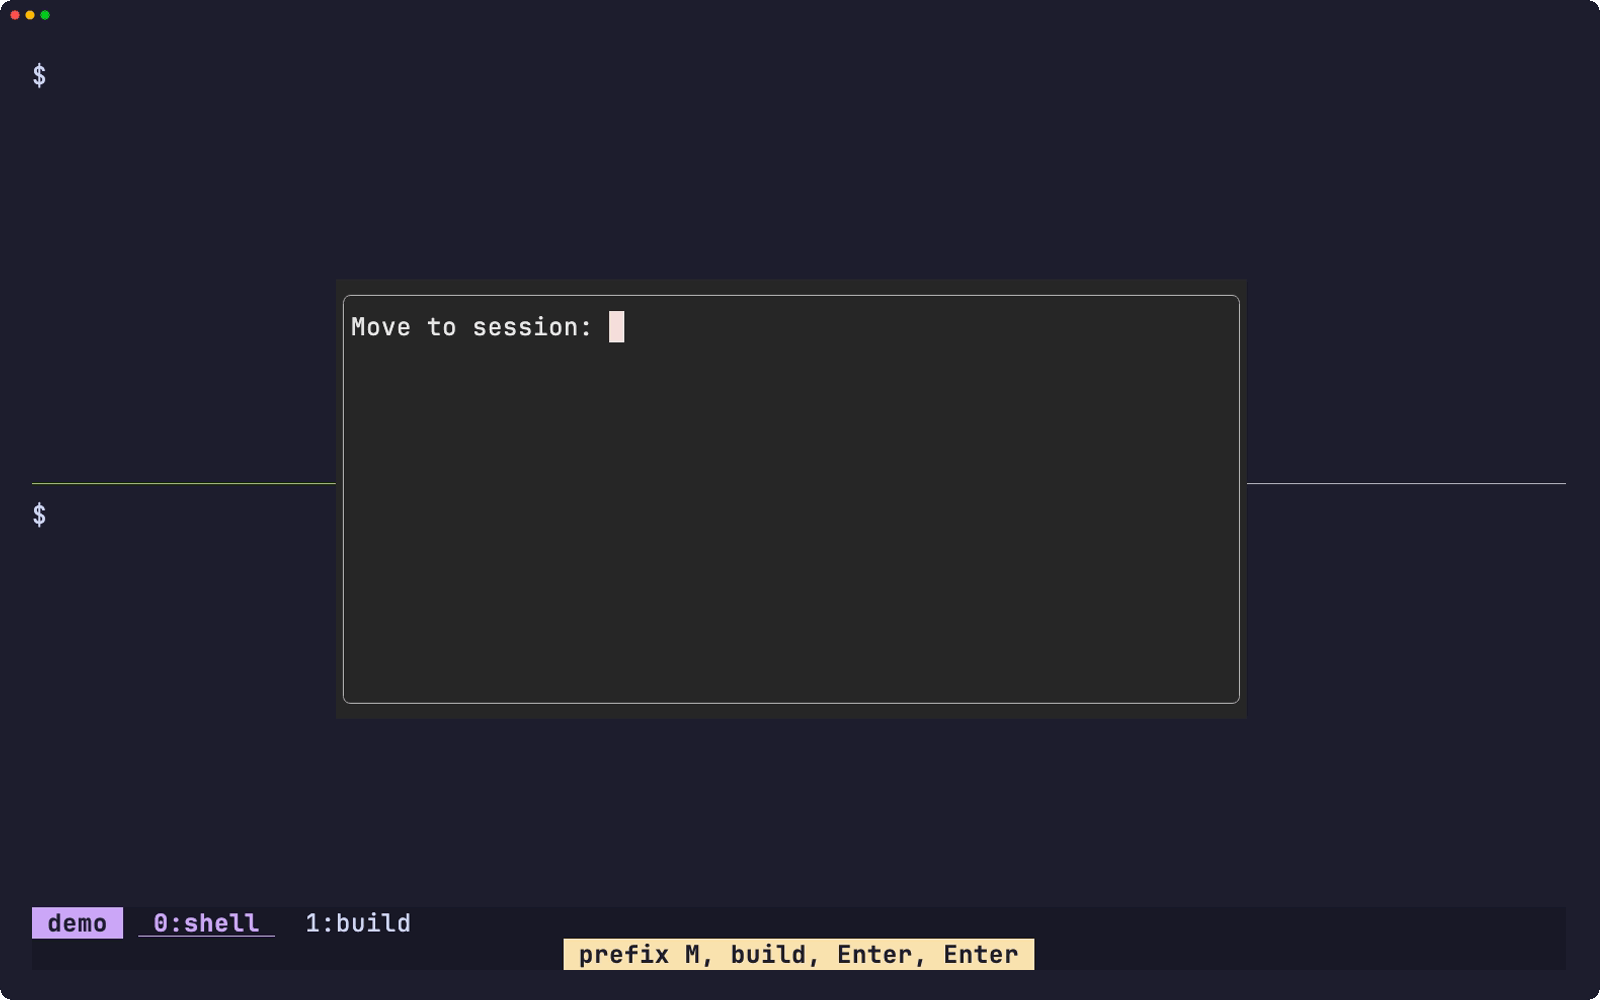 $
Move to session:
$
demo 0:shell 1:build
prefix M, build, Enter, Enter